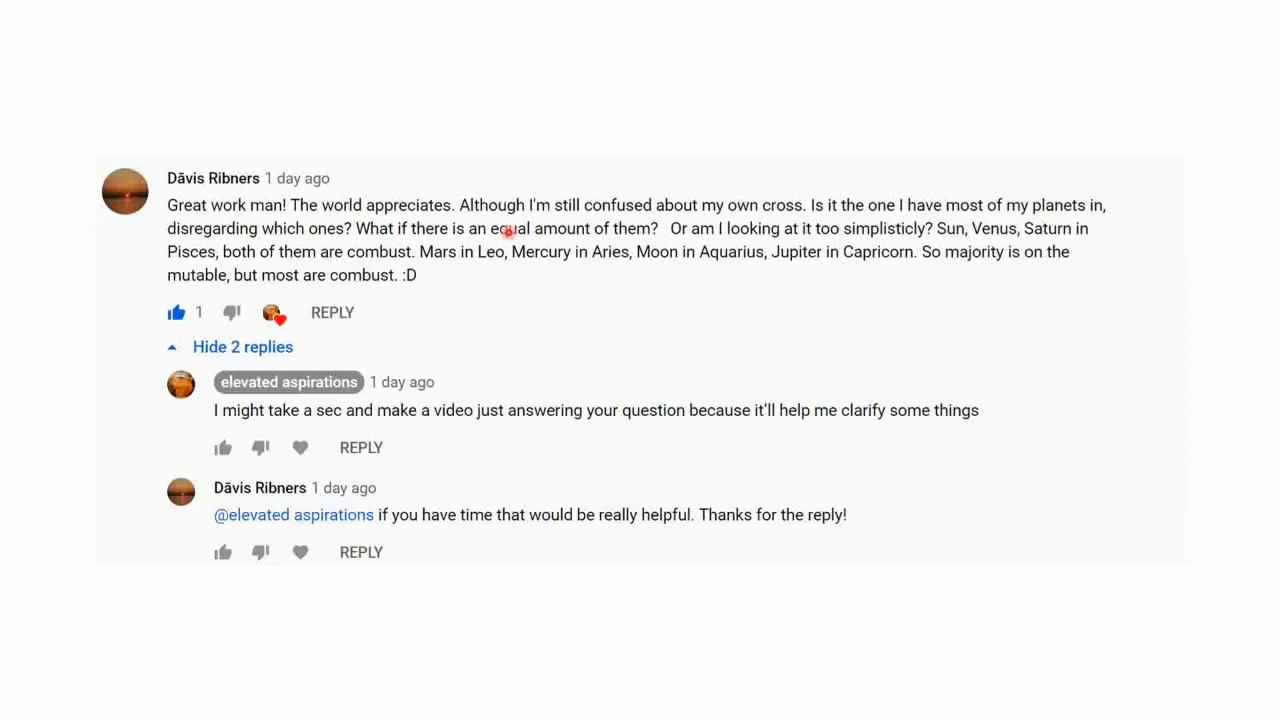 Dāvis Ribners 1 day ago
Great work man! The world appreciates. Although I'm still confused about my own cross. Is it the one I have most of my planets in,
disregarding which ones? What if there is an equal amount of them? Or am I looking at it too simplisticly? Sun, Venus, Saturn in
Pisces, both of them are combust. Mars in Leo, Mercury in Aries, Moon in Aquarius, Jupiter in Capricorn. So majority is on the
mutable, but most are combust. :D
1 REPLY
Hide 2 replies
elevated aspirations 1 day ago
I might take a sec and make a video just answering your question because it'll help me clarify some things
REPLY
Dāvis Ribners 1 day ago
@elevated aspirations if you have time that would be really helpful. Thanks for the reply!
REPLY